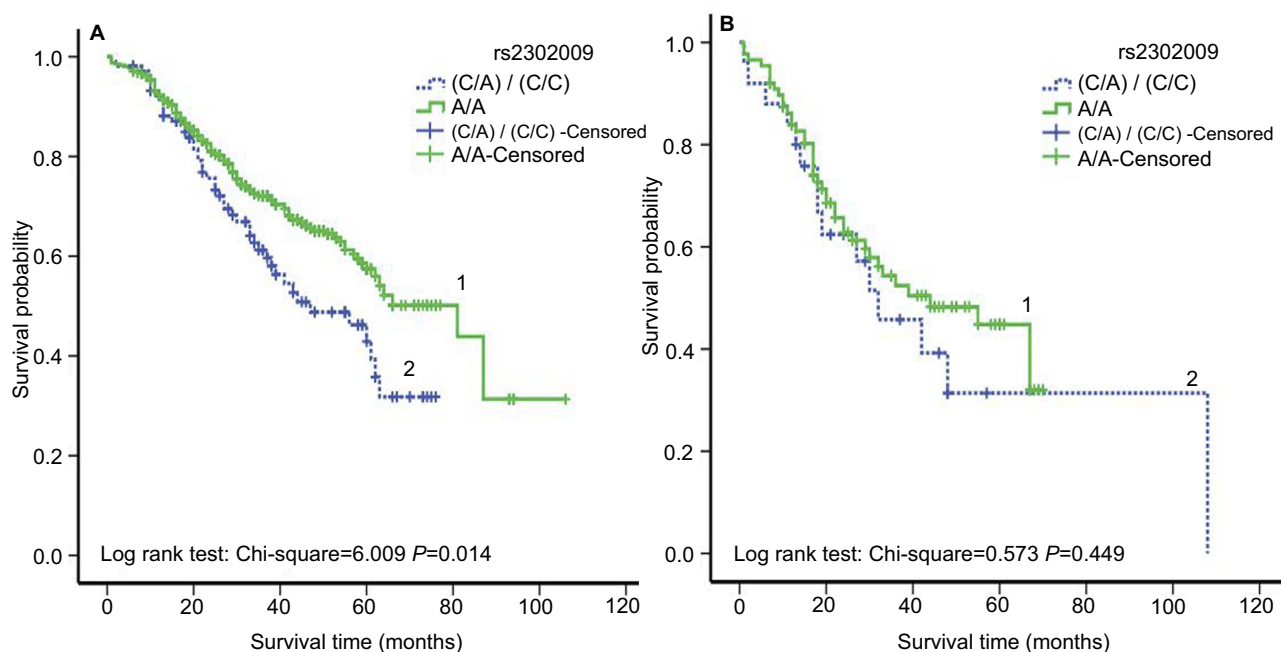 A
rs2302009
(C/A) / (C/C)
A/A
(C/A) / (C/C) -Censored
A/A-Censored
1.0
0.8
0.6
0.4
0.2
0.0
Survival probability
1
2
Log rank test: Chi-square=6.009 P=0.014
0 20 40 60 80 100 120
Survival time (months)
B
rs2302009
(C/A) / (C/C)
A/A
(C/A) / (C/C) -Censored
A/A-Censored
1.0
0.8
0.6
0.4
0.2
0.0
Survival probability
1
2
Log rank test: Chi-square=0.573 P=0.449
0 20 40 60 80 100 120
Survival time (months)